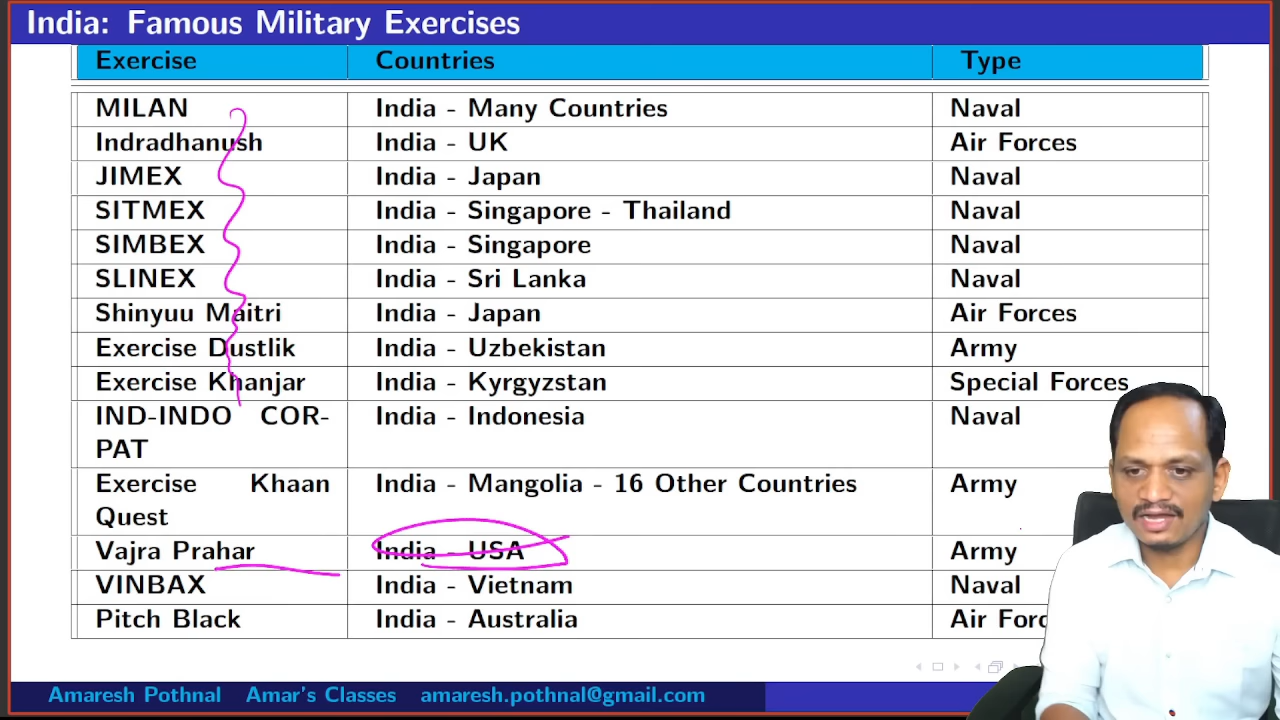 India: Famous Military Exercises
Exercise Countries Type
MILAN India - Many Countries Naval
Indradhanush India - UK Air Forces
JIMEX India - Japan Naval
SITMEX India - Singapore - Thailand Naval
SIMBEX India - Singapore Naval
SLINEX India - Sri Lanka Naval
Shinyuu Maitri India - Japan Air Forces
Exercise Dustlik India - Uzbekistan Army
Exercise Khanjar India - Kyrgyzstan Special Forces
IND-INDO COR- India - Indonesia Naval
PAT
Exercise Khaan India - Mangolia - 16 Other Countries Army
Quest
Vajra Prahar India - USA Army
VINBAX India - Vietnam Naval
Pitch Black India - Australia Air
Amaresh Pothnal Amar's Classes amaresh.pothnal@gmail.com